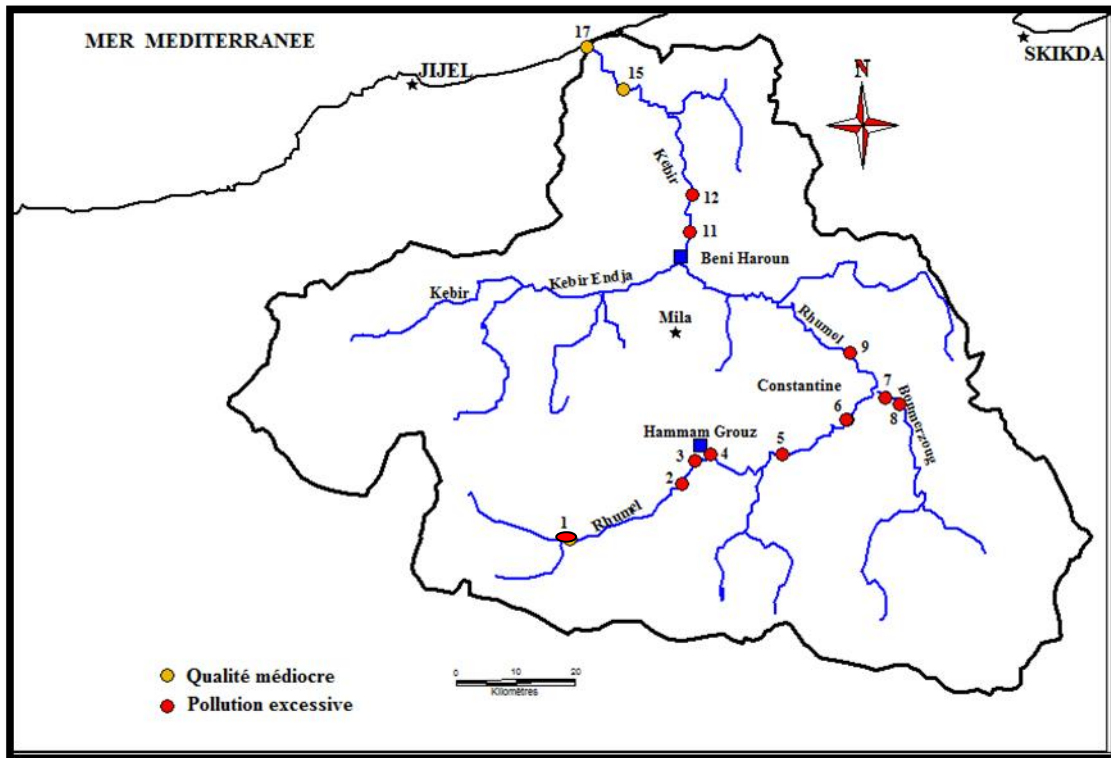 17
MER MEDITERRANEE
SKIKDA
JIJEL
15
N
Kebir
12
11
Beni Haroun
Kebir Endja
Kebir
Mila
Rhumel
9
Constantine
7
6
8
Boumerzoug
Hammam Grouz
3
4
5
2
1
Rhumel
Qualité médiocre
0 10 20
Kilomètres
Pollution excessive